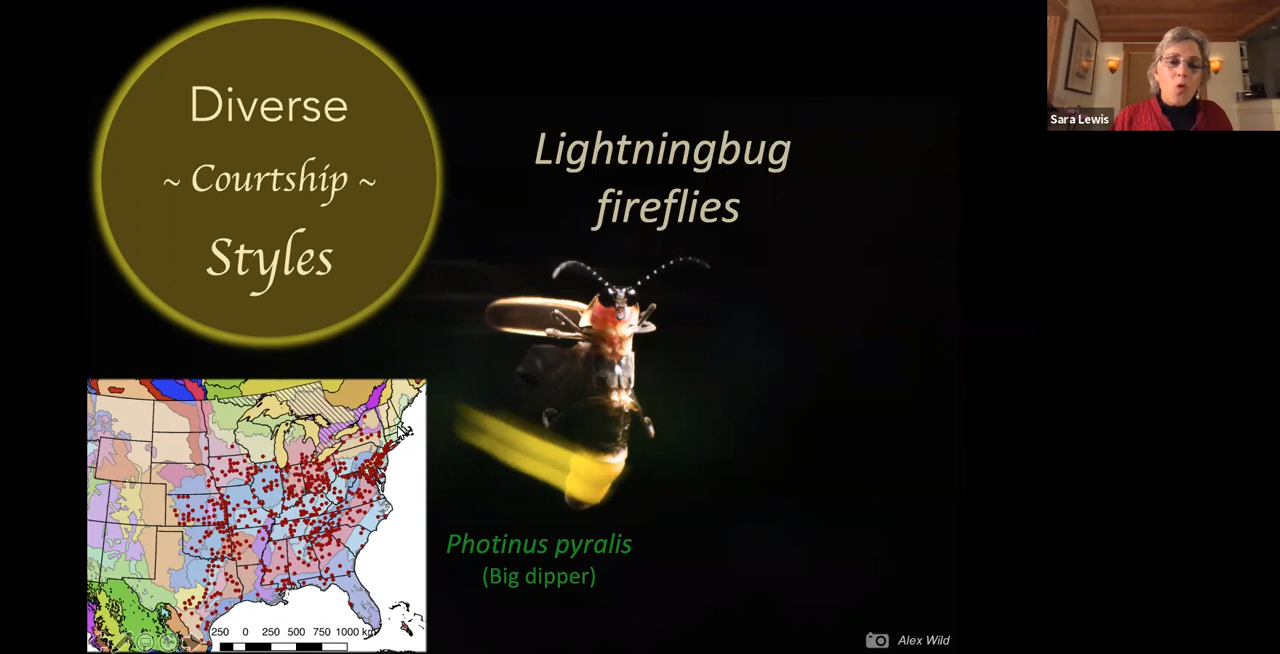 Diverse
~ Courtship ~
Styles
Lightningbug
fireflies
Sara Lewis
Photinus pyralis
(Big dipper)
250 0 250 500 750 1000 km
Alex Wild